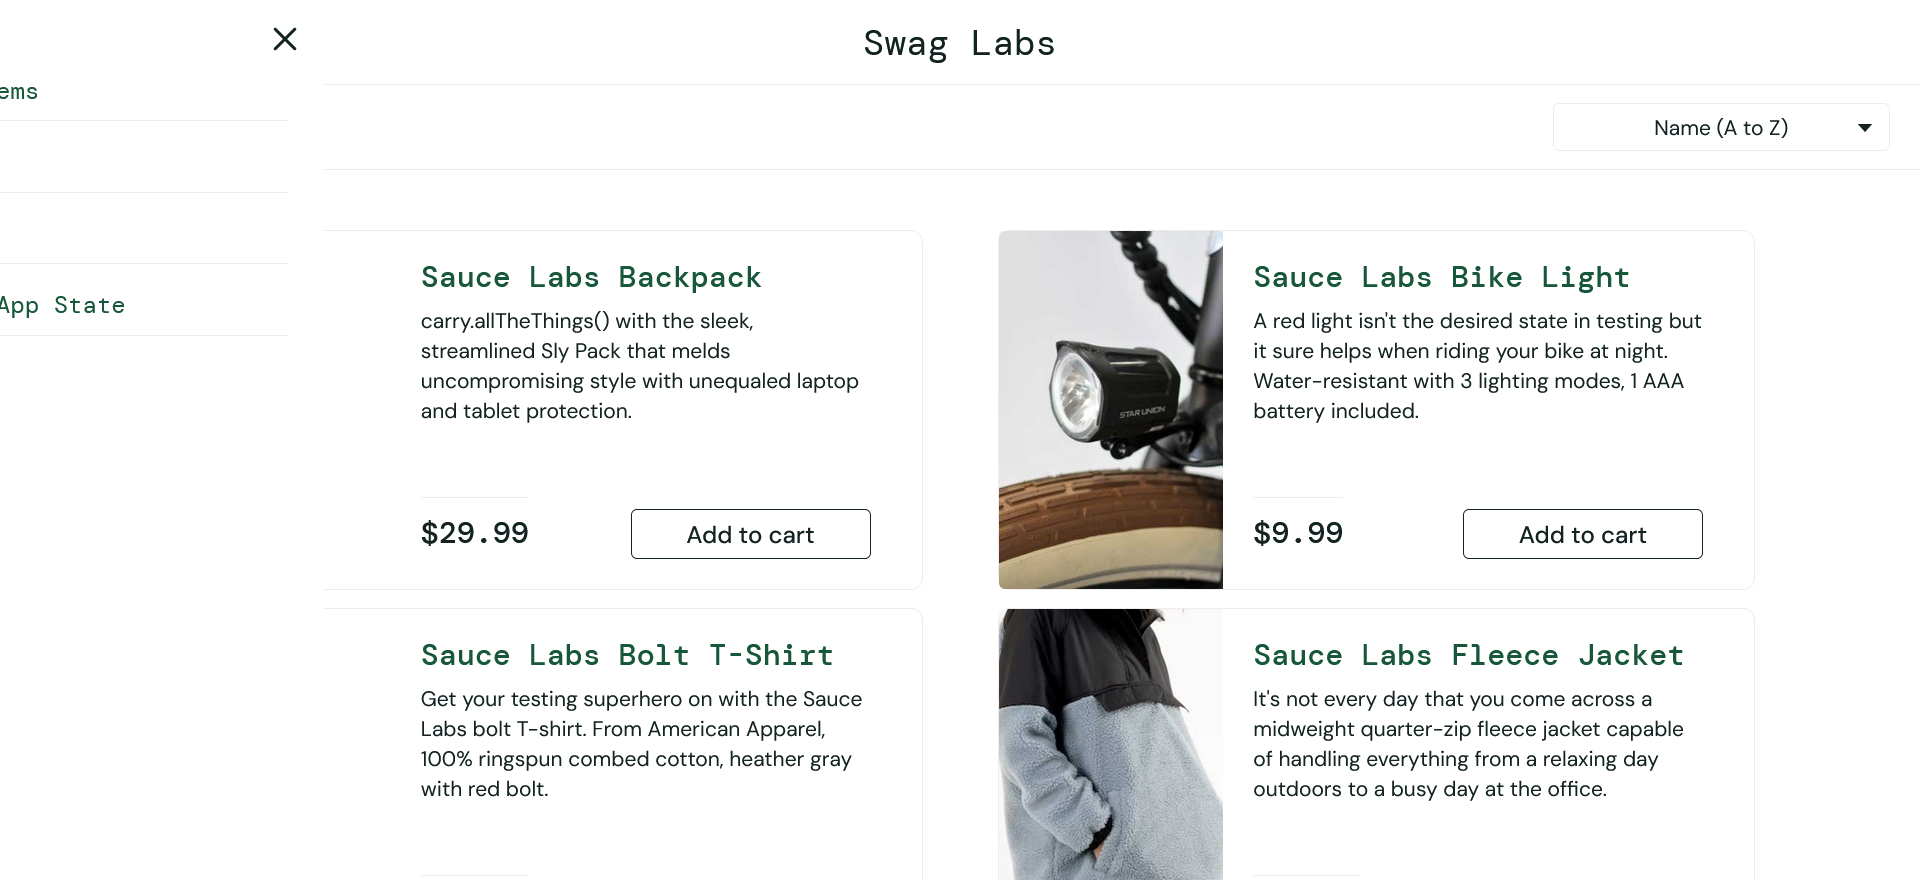 Swag Labs
ems
App State
Name (A to Z)
Sauce Labs Backpack
carry.allTheThings() with the sleek,
streamlined Sly Pack that melds
uncompromising style with unequaled laptop
and tablet protection.
$29.99
Add to cart
Sauce Labs Bike Light
A red light isn't the desired state in testing but
it sure helps when riding your bike at night.
Water-resistant with 3 lighting modes, 1 AAA
battery included.
$9.99
Add to cart
STAR UNION
Sauce Labs Bolt T-Shirt
Get your testing superhero on with the Sauce
Labs bolt T-shirt. From American Apparel,
100% ringspun combed cotton, heather gray
with red bolt.
Sauce Labs Fleece Jacket
It's not every day that you come across a
midweight quarter-zip fleece jacket capable
of handling everything from a relaxing day
outdoors to a busy day at the office.